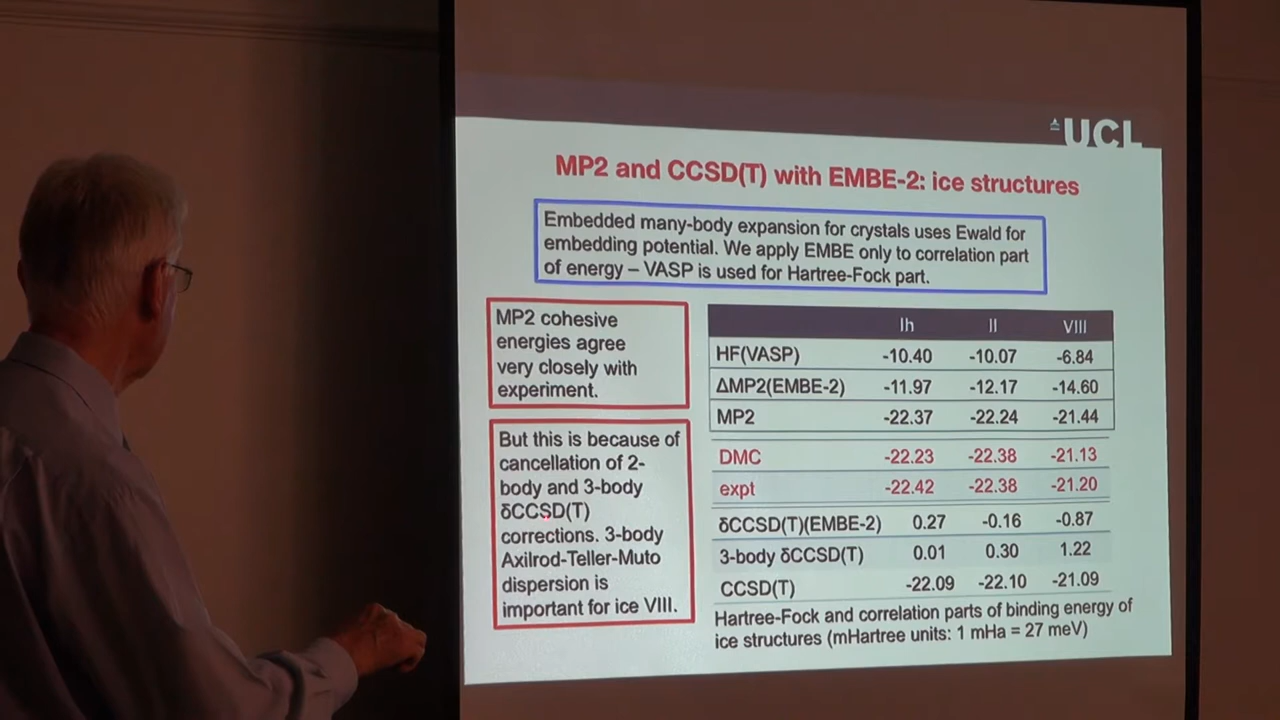 UCL
MP2 and CCSD(T) with EMBE-2: ice structures
Embedded many-body expansion for crystals uses Ewald for
embedding potential. We apply EMBE only to correlation part
of energy – VASP is used for Hartree-Fock part.
MP2 cohesive
energies agree
very closely with
experiment.
But this is because of
cancellation of 2-
body and 3-body
δCCSD(T)
corrections. 3-body
Axilrod-Teller-Muto
dispersion is
important for ice VIII.
Ih II VIII
HF(VASP) -10.40 -10.07 -6.84
ΔMP2(EMBE-2) -11.97 -12.17 -14.60
MP2 -22.37 -22.24 -21.44
DMC -22.23 -22.38 -21.13
expt -22.42 -22.38 -21.20
δCCSD(T)(EMBE-2) 0.27 -0.16 -0.87
3-body δCCSD(T) 0.01 0.30 1.22
CCSD(T) -22.09 -22.10 -21.09
Hartree-Fock and correlation parts of binding energy of
ice structures (mHartree units: 1 mHa = 27 meV)